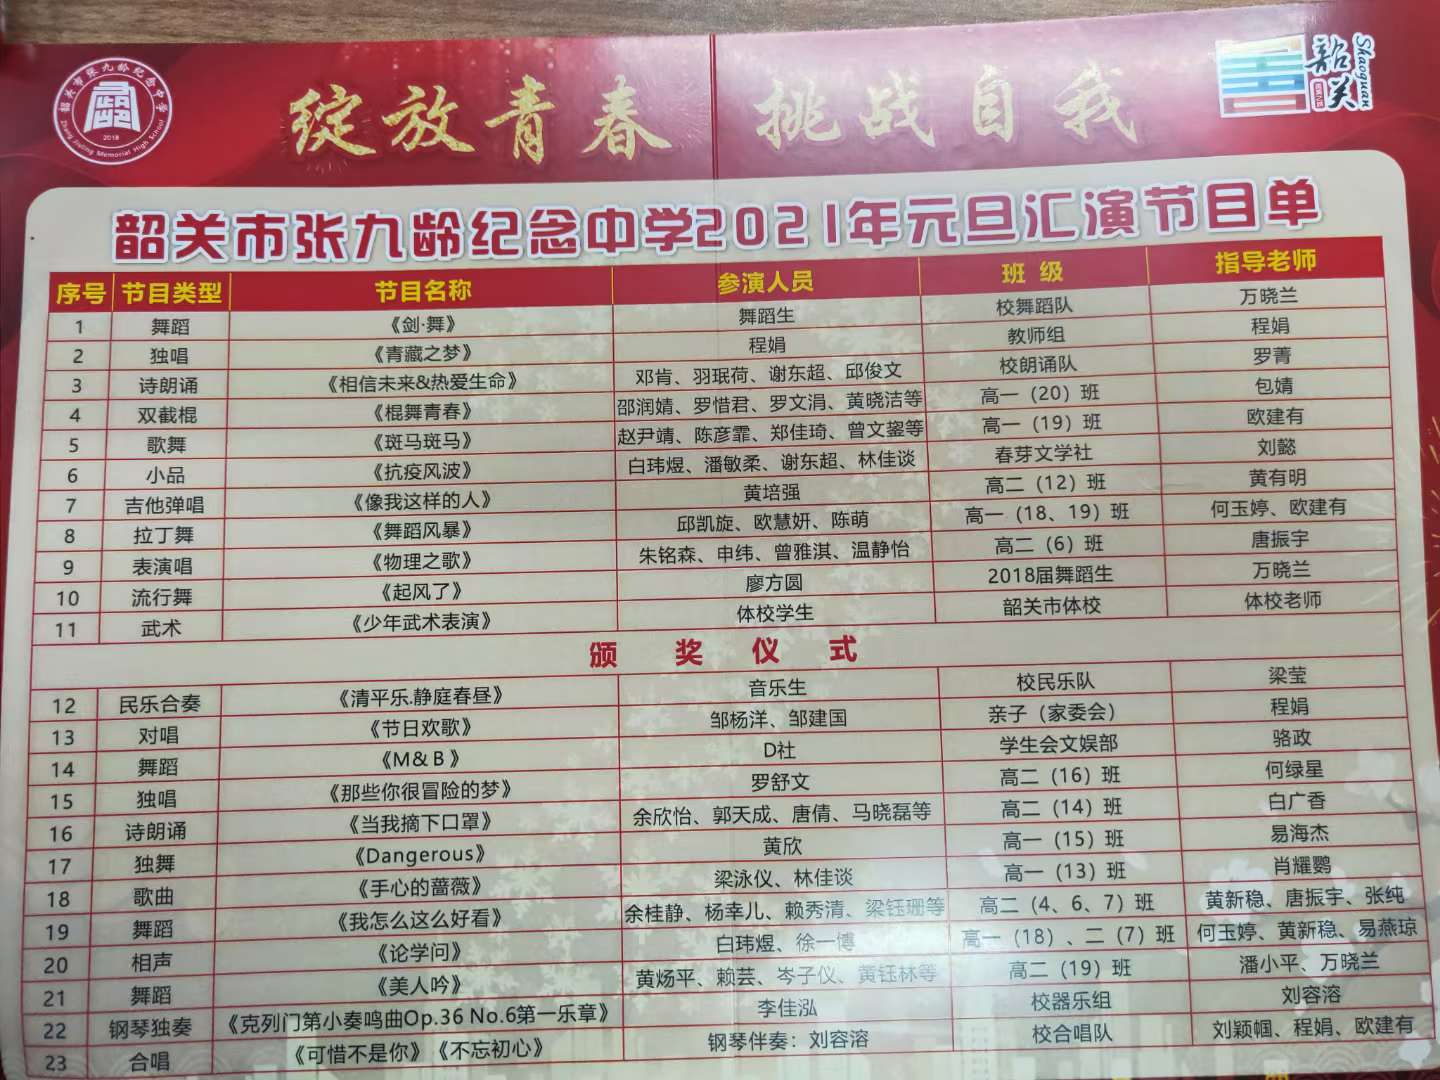 韶关市张九龄纪念中学
2018
Zhang Jiuling Memorial High School
绽放青春 挑战自我
韶关
Shaoguan
韶关市张九龄纪念中学2021年元旦汇演节目单
序号 节目类型 节目名称 参演人员 班级 指导老师
1 舞蹈 《剑·舞》 舞蹈生 校舞蹈队 万晓兰
2 独唱 《青藏之梦》 程娟 教师组 程娟
3 诗朗诵 《相信未来&热爱生命》 邓肯、羽珉荷、谢东超、邱俊文 校朗诵队 罗菁
4 双截棍 《棍舞青春》 邵润婧、罗惜君、罗文涓、黄晓洁等 高一（20）班 包婧
5 歌舞 《斑马斑马》 赵尹靖、陈彦霏、郑佳琦、曾文鋆等 高一（19）班 欧建有
6 小品 《抗疫风波》 白玮煜、潘敏柔、谢东超、林佳谈 春芽文学社 刘懿
7 吉他弹唱 《像我这样的人》 黄培强 高二（12）班 黄有明
8 拉丁舞 《舞蹈风暴》 邱凯旋、欧慧妍、陈萌 高一（18、19）班 何玉婷、欧建有
9 表演唱 《物理之歌》 朱铭森、申纬、曾雅淇、温静怡 高二（6）班 唐振宇
10 流行舞 《起风了》 廖方圆 2018届舞蹈生 万晓兰
11 武术 《少年武术表演》 体校学生 韶关市体校 体校老师
颁奖仪式
12 民乐合奏 《清平乐.静庭春昼》 音乐生 校民乐队 梁莹
13 对唱 《节日欢歌》 邹杨洋、邹建国 亲子（家委会） 程娟
14 舞蹈 《M&B》 D社 学生会文娱部 骆政
15 独唱 《那些你很冒险的梦》 罗舒文 高二（16）班 何绿星
16 诗朗诵 《当我摘下口罩》 余欣怡、郭天成、唐倩、马晓磊等 高二（14）班 白广香
17 独舞 《Dangerous》 黄欣 高一（15）班 易海杰
18 歌曲 《手心的蔷薇》 梁泳仪、林佳谈 高一（13）班 肖耀鹦
19 舞蹈 《我怎么这么好看》 余桂静、杨幸儿、赖秀清、梁钰珊等 高二（4、6、7）班 黄新稳、唐振宇、张纯
20 相声 《论学问》 白玮煜、徐一博 高一（18）、二（7）班 何玉婷、黄新稳、易燕琼
21 舞蹈 《美人吟》 黄炀平、赖芸、岑子仪、黄钰林等 高二（19）班 潘小平、万晓兰
22 钢琴独奏 《克列门第小奏鸣曲Op.36 No.6第一乐章》 李佳泓 校器乐组 刘容溶
23 合唱 《可惜不是你》《不忘初心》 钢琴伴奏：刘容溶 校合唱队 刘颖帼、程娟、欧建有